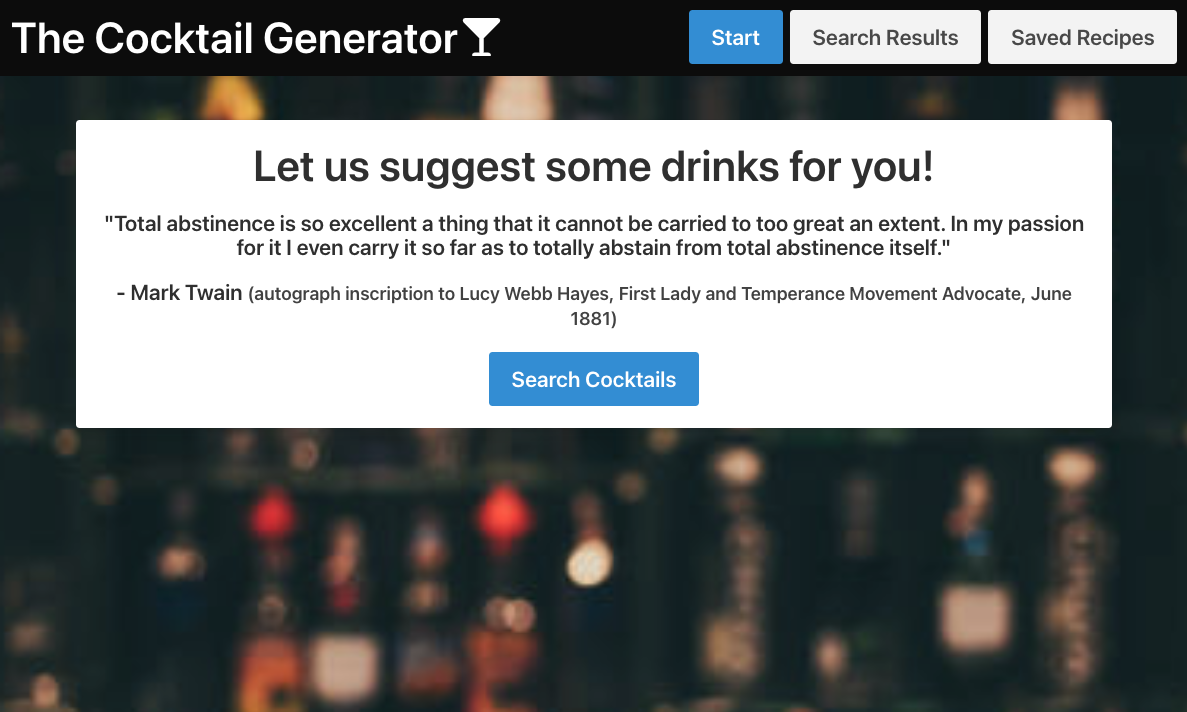 The Cocktail Generator
Start
Search Results
Saved Recipes
Let us suggest some drinks for you!
"Total abstinence is so excellent a thing that it cannot be carried to too great an extent. In my passion
for it I even carry it so far as to totally abstain from total abstinence itself."
- Mark Twain (autograph inscription to Lucy Webb Hayes, First Lady and Temperance Movement Advocate, June
1881)
Search Cocktails